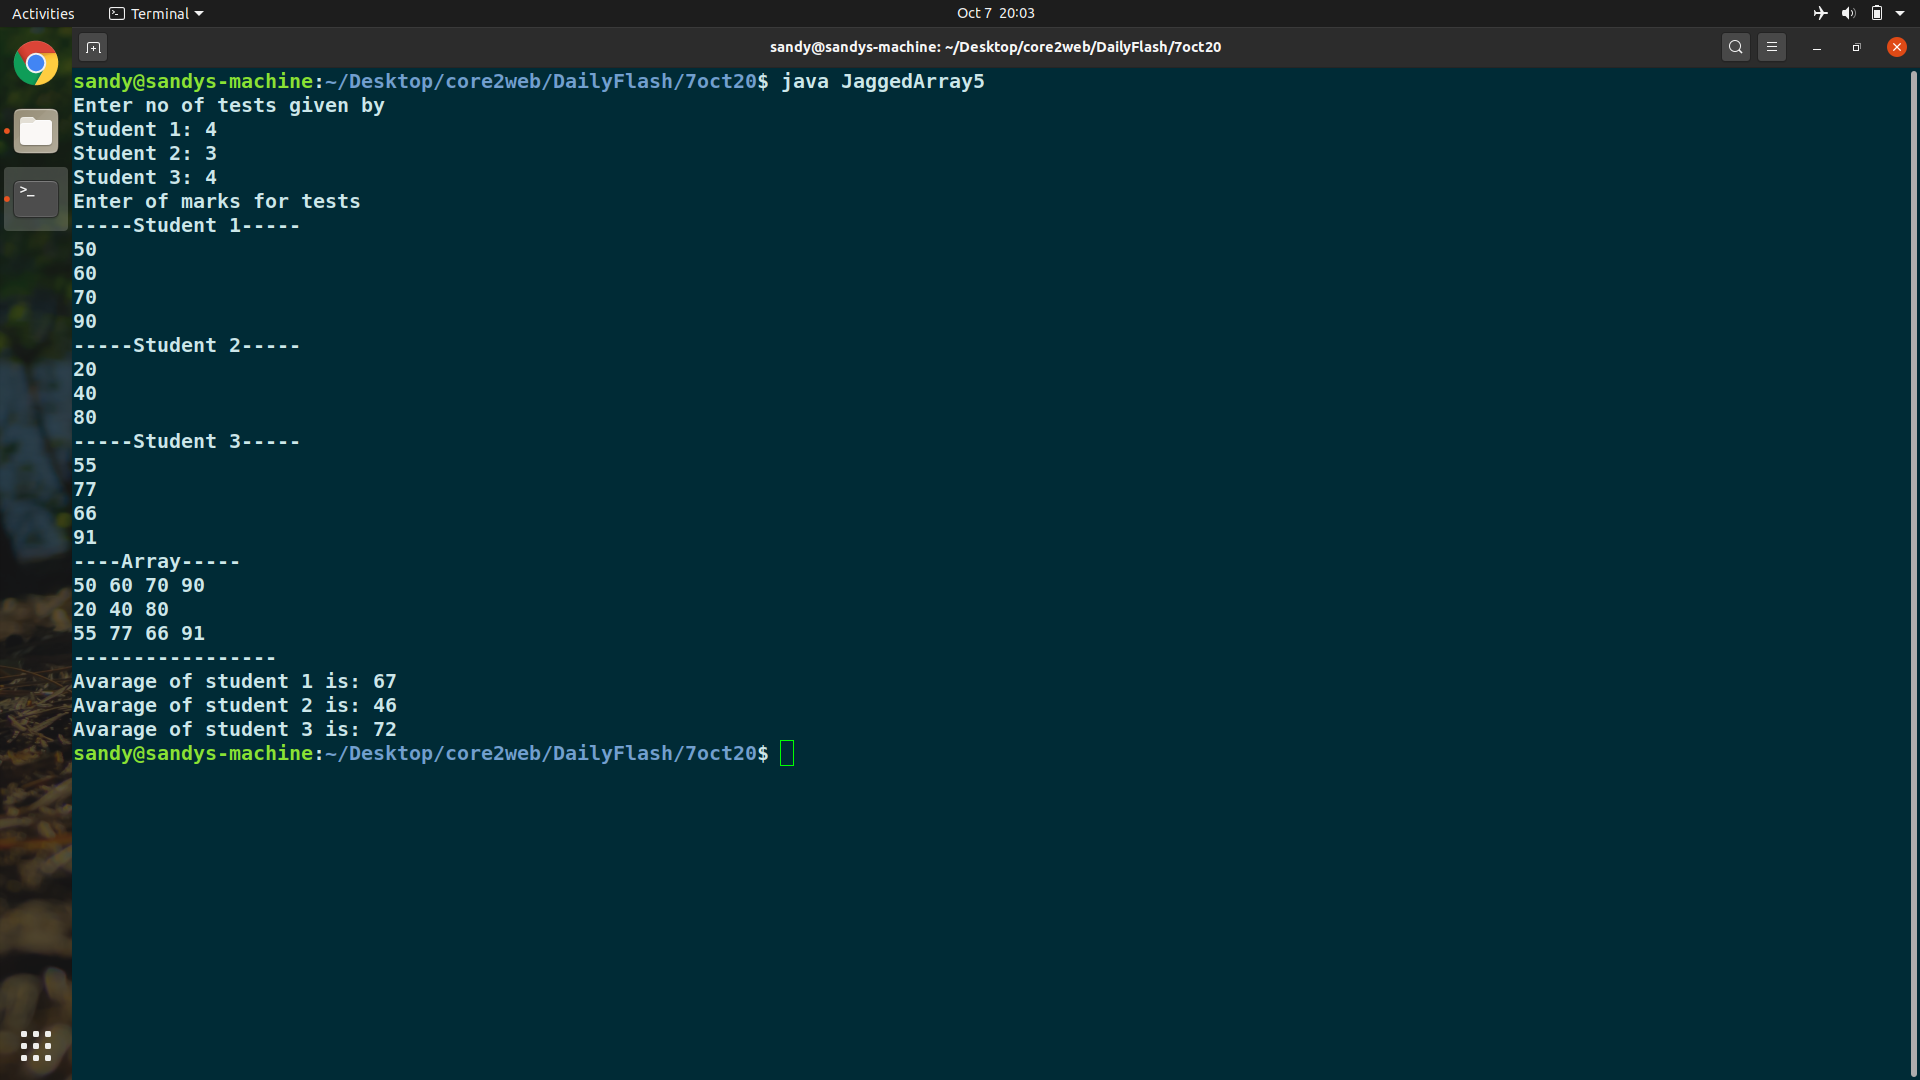 Activities
Terminal
Oct 7 20:03
sandy@sandys-machine: ~/Desktop/core2web/DailyFlash/7oct20
sandy@sandys-machine:~/Desktop/core2web/DailyFlash/7oct20$ java JaggedArray5
Enter no of tests given by
Student 1: 4
Student 2: 3
Student 3: 4
Enter of marks for tests
-----Student 1-----
50
60
70
90
-----Student 2-----
20
40
80
-----Student 3-----
55
77
66
91
----Array-----
50 60 70 90
20 40 80
55 77 66 91
-----------------
Avarage of student 1 is: 67
Avarage of student 2 is: 46
Avarage of student 3 is: 72
sandy@sandys-machine:~/Desktop/core2web/DailyFlash/7oct20$